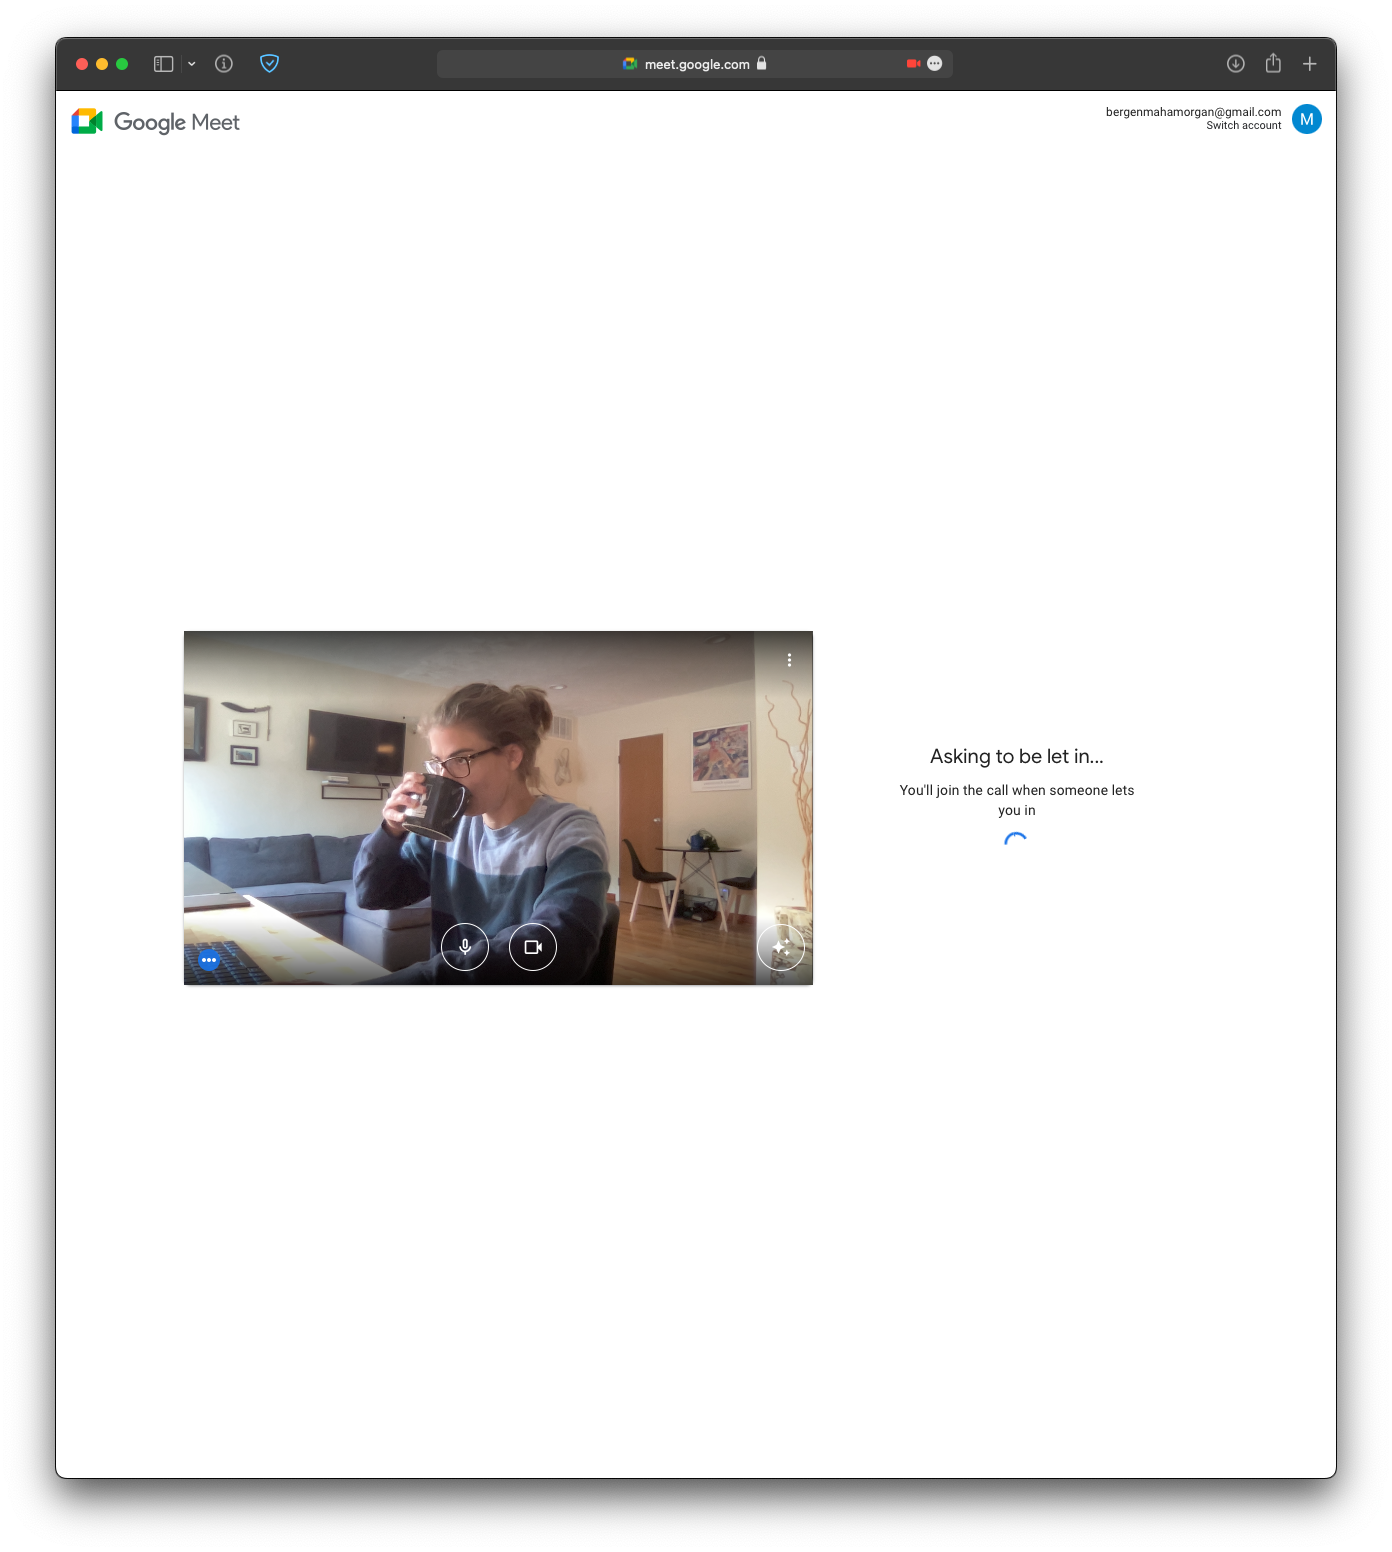 meet.google.com
Google Meet
bergenmahamorgan@gmail.com
Switch account
M
Asking to be let in...
You'll join the call when someone lets
you in